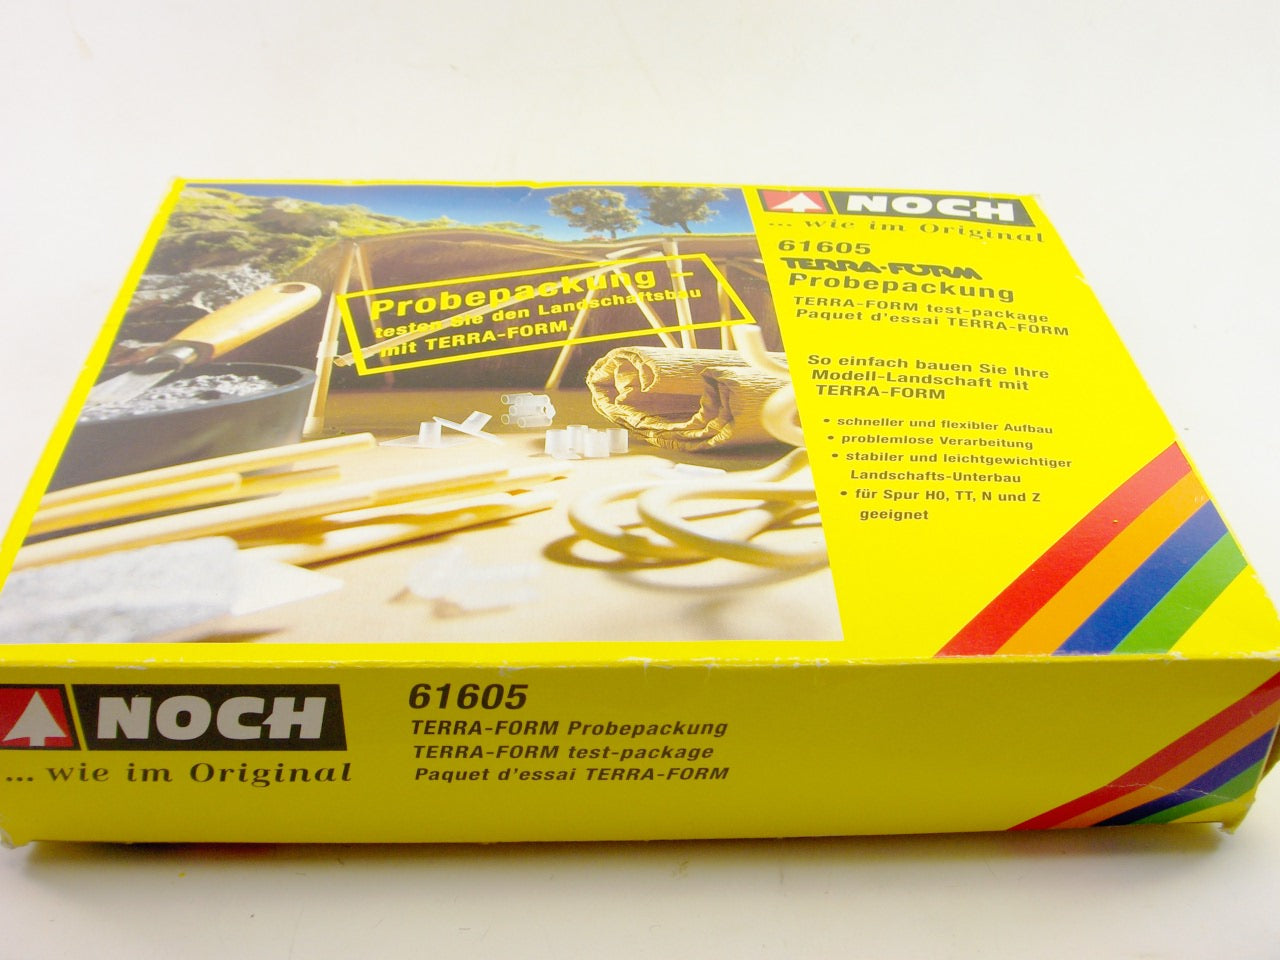 NOCH
... wie im Original
61605
TERRA-FORM
Probepackung
TERRA-FORM test-package
Paquet d'essai TERRA-FORM
So einfach bauen Sie Ihre
Modell-Landschaft mit
TERRA-FORM
• schneller und flexibler Aufbau
• problemlose Verarbeitung
• stabiler und leichtgewichtiger
Landschafts-Unterbau
• für Spur H0, TT, N und Z
geeignet
Probepackung –
testen Sie den Landschaftsbau
mit TERRA-FORM.
NOCH
... wie im Original
61605
TERRA-FORM Probepackung
TERRA-FORM test-package
Paquet d'essai TERRA-FORM